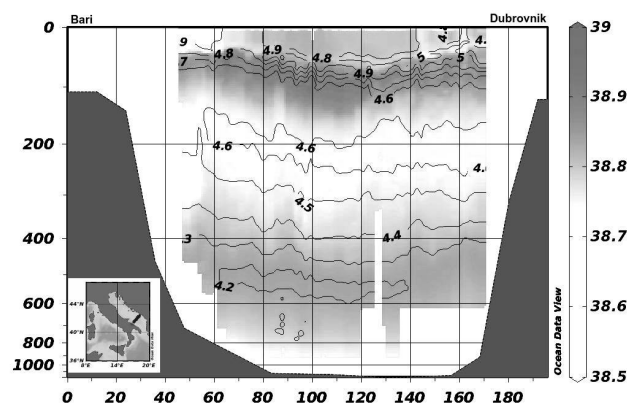 Bari Dubrovnik
0 200 400 600 800 1000
0 20 40 60 80 100 120 140 160 180
39 38.9 38.8 38.7 38.6 38.5
9 4.8 4.9 4.8 5 5
7 4.9 4.6
4.6 4.6
4.5
4.4
4.2
44°N 40°N 36°N
8°E 14°E 20°E
Ocean Data View